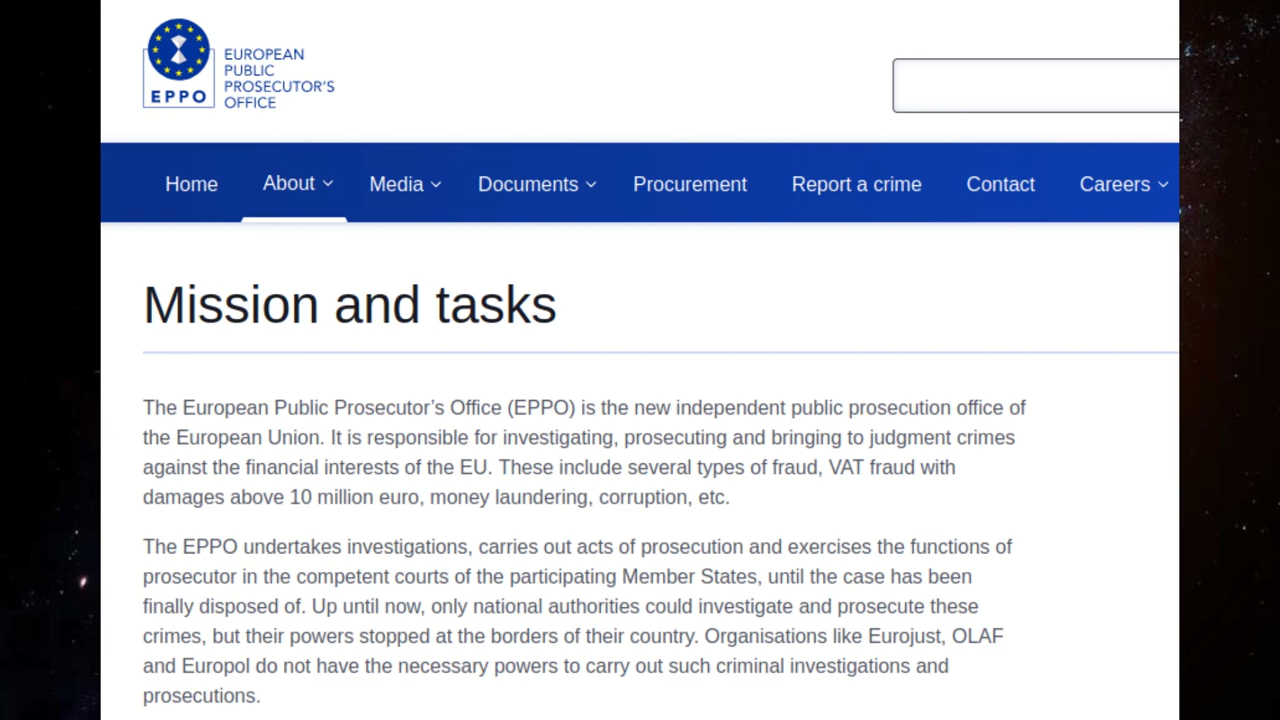 EPPO
EUROPEAN
PUBLIC
PROSECUTOR'S
OFFICE
Home About Media Documents Procurement Report a crime Contact Careers
Mission and tasks
The European Public Prosecutor’s Office (EPPO) is the new independent public prosecution office of
the European Union. It is responsible for investigating, prosecuting and bringing to judgment crimes
against the financial interests of the EU. These include several types of fraud, VAT fraud with
damages above 10 million euro, money laundering, corruption, etc.
The EPPO undertakes investigations, carries out acts of prosecution and exercises the functions of
prosecutor in the competent courts of the participating Member States, until the case has been
finally disposed of. Up until now, only national authorities could investigate and prosecute these
crimes, but their powers stopped at the borders of their country. Organisations like Eurojust, OLAF
and Europol do not have the necessary powers to carry out such criminal investigations and
prosecutions.